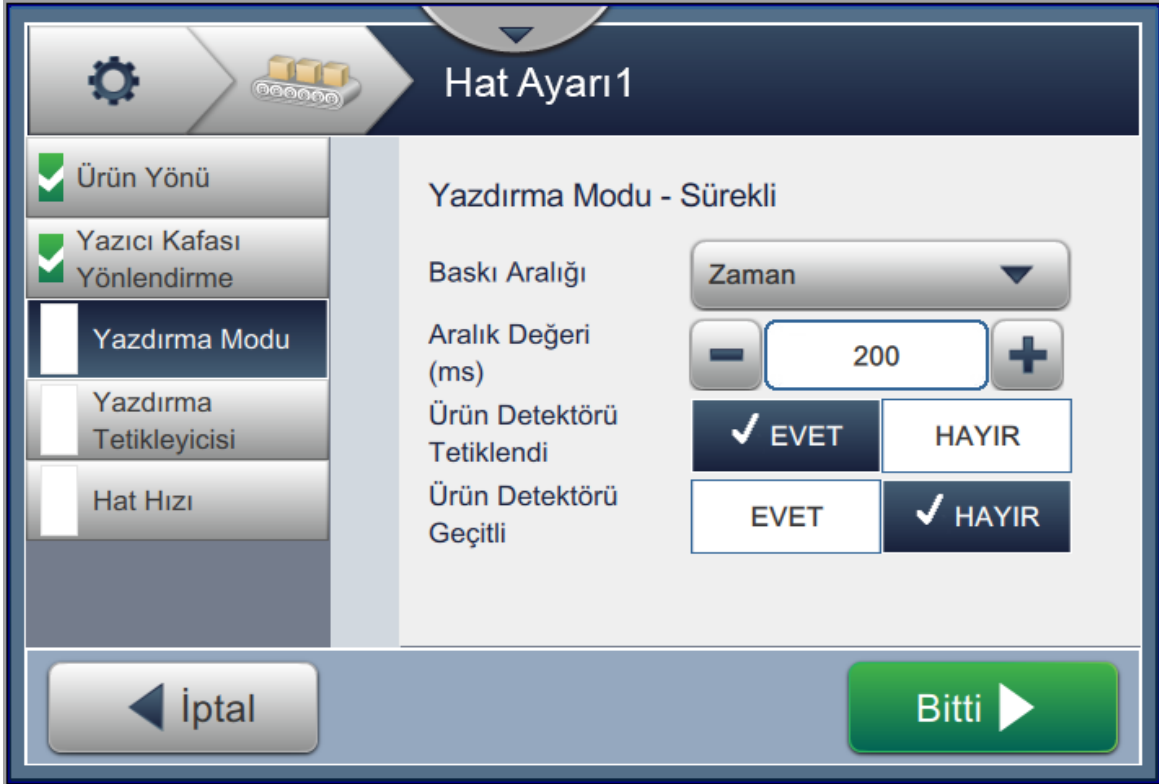 Hat Ayarı1
Ürün Yönü
Yazıcı Kafası
Yönlendirme
Yazdırma Modu
Yazdırma
Tetikleyicisi
Hat Hızı
Yazdırma Modu - Sürekli
Baskı Aralığı
Zaman
Aralık Değeri
(ms)
200
Ürün Detektörü
Tetiklendi
EVET HAYIR
Ürün Detektörü
Geçitli
EVET HAYIR
İptal
Bitti